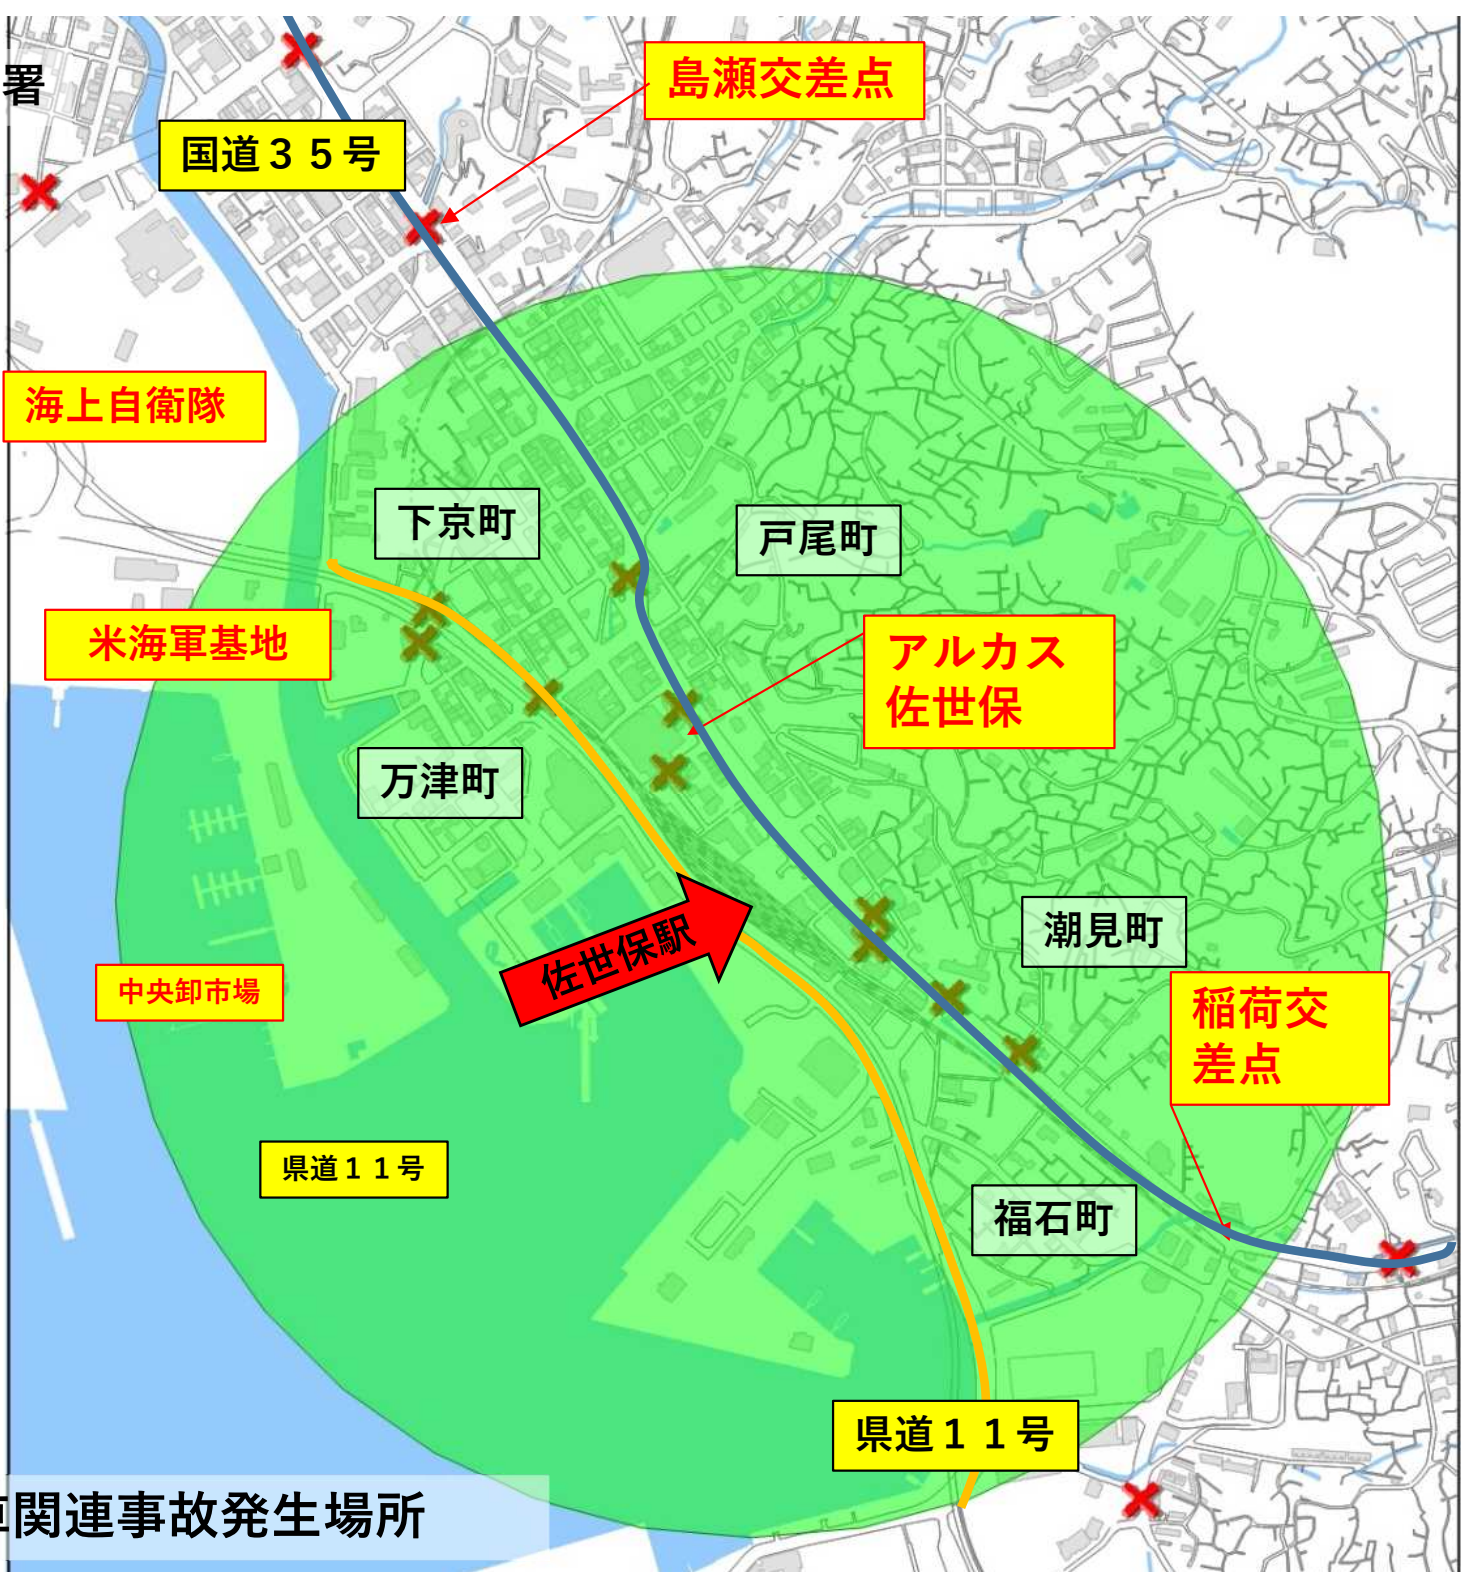 島瀬交差点
署
国道３５号
海上自衛隊
下京町
戸尾町
米海軍基地
アルカス
佐世保
万津町
佐世保駅
潮見町
中央卸市場
稲荷交
差点
県道１１号
福石町
県道１１号
関連事故発生場所